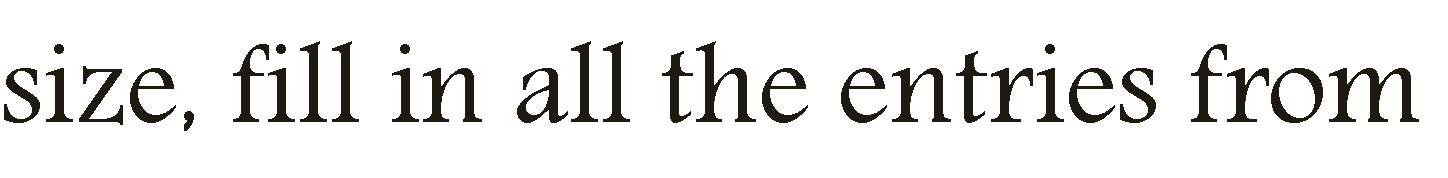 size, fill in all the entries from